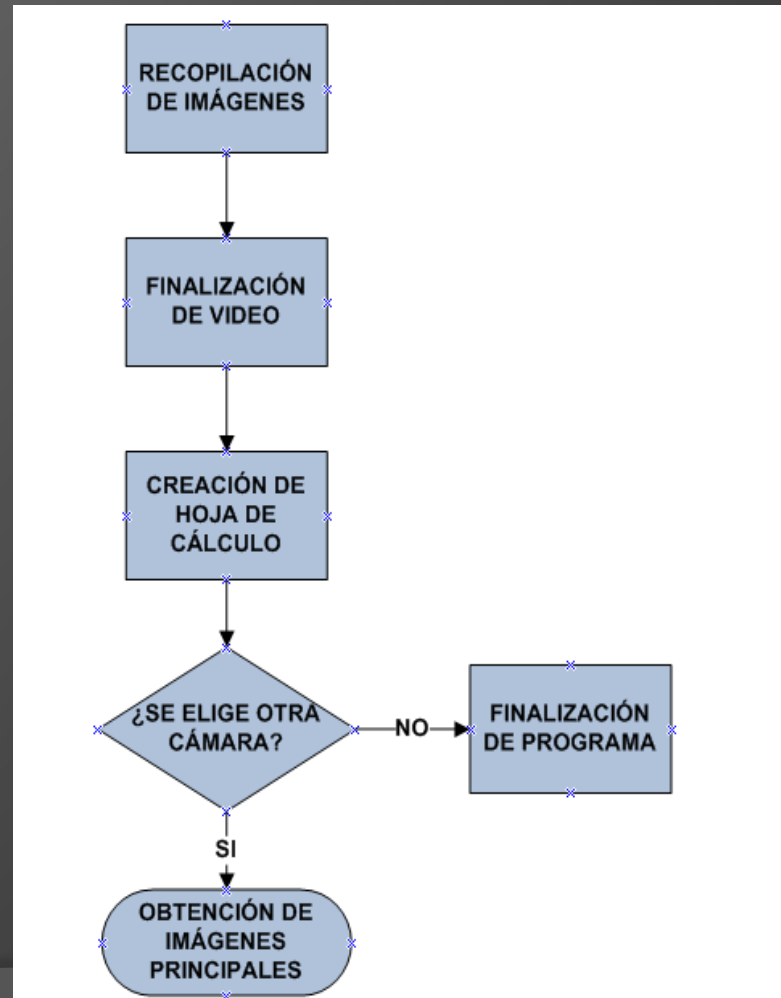 RECOPILACIÓN
DE IMÁGENES
FINALIZACIÓN
DE VIDEO
CREACIÓN DE
HOJA DE
CÁLCULO
¿SE ELIGE OTRA
CÁMARA?
NO
FINALIZACIÓN
DE PROGRAMA
SI
OBTENCIÓN DE
IMÁGENES
PRINCIPALES